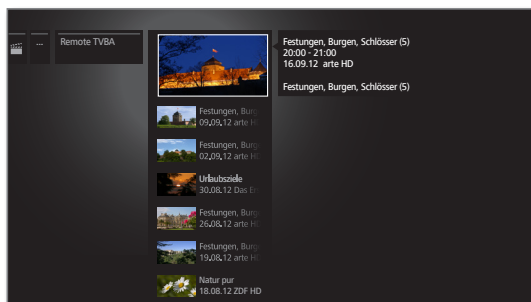 ...
Remote TVBA
Festungen, Burgen, Schlösser (5)
20:00 - 21:00
16.09.12 arte HD
Festungen, Burgen, Schlösser (5)
Festungen, Burg
09.09.12 arte HD
Festungen, Burg
02.09.12 arte HD
Urlaubsziele
30.08.12 Das Er
Festungen, Burg
26.08.12 arte HD
Festungen, Burg
19.08.12 arte HD
Natur pur
18.08.12 ZDF HD